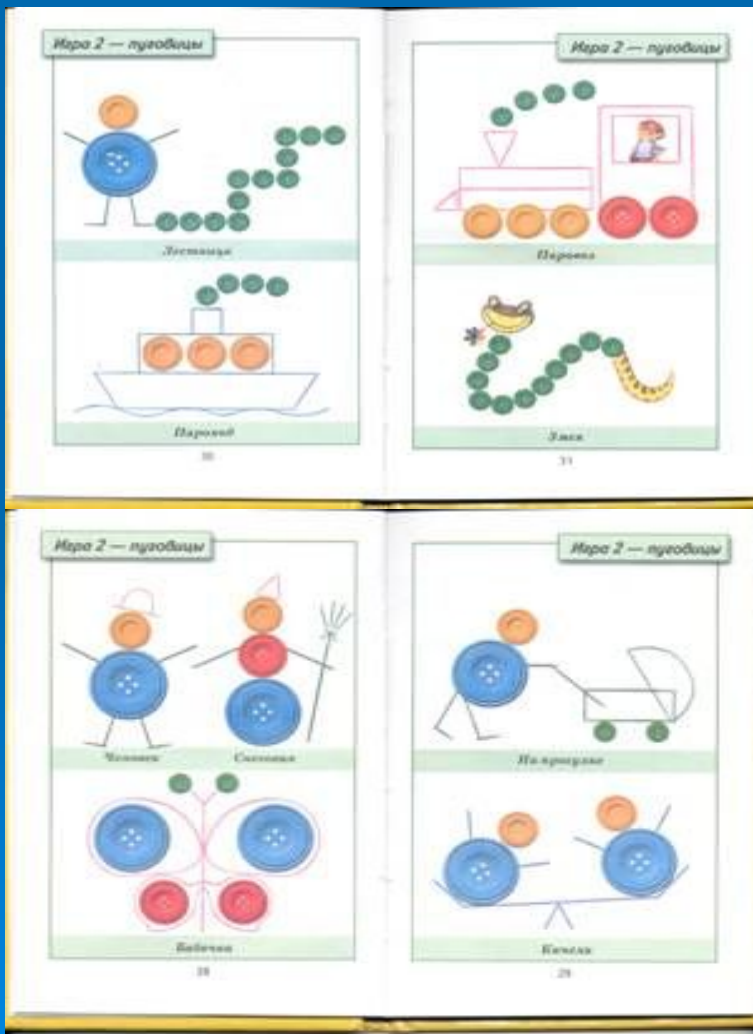 Игра 2 — пуговицы
Лестница
Пароход
30
Игра 2 — пуговицы
Паровоз
Змея
31
Игра 2 — пуговицы
Человек
Снеговик
Бабочка
28
Игра 2 — пуговицы
На прогулке
Качели
29